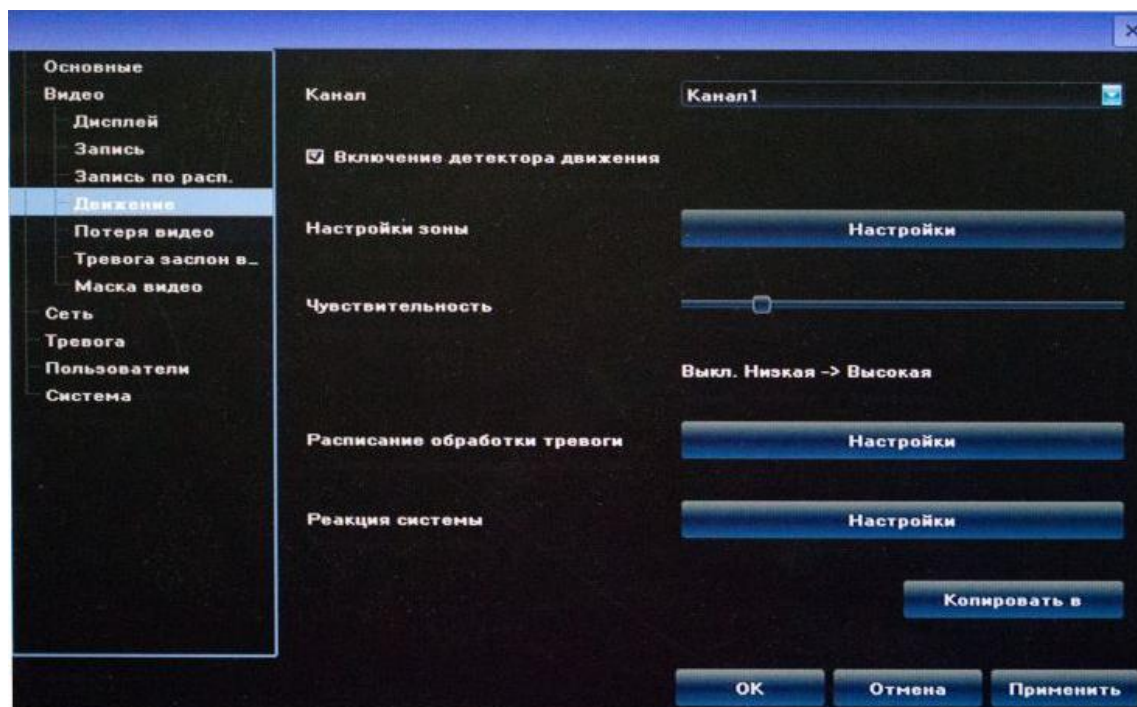 Основные
Видео
Дисплей
Запись
Запись по расп.
Движение
Потеря видео
Тревога заслон в_
Маска видео
Сеть
Тревога
Пользователи
Система
Канал
Канал1
Включение детектора движения
Настройки зоны
Настройки
Чувствительность
Выкл. Низкая -> Высокая
Расписание обработки тревоги
Настройки
Реакция системы
Настройки
Копировать в
ОК
Отмена
Применить